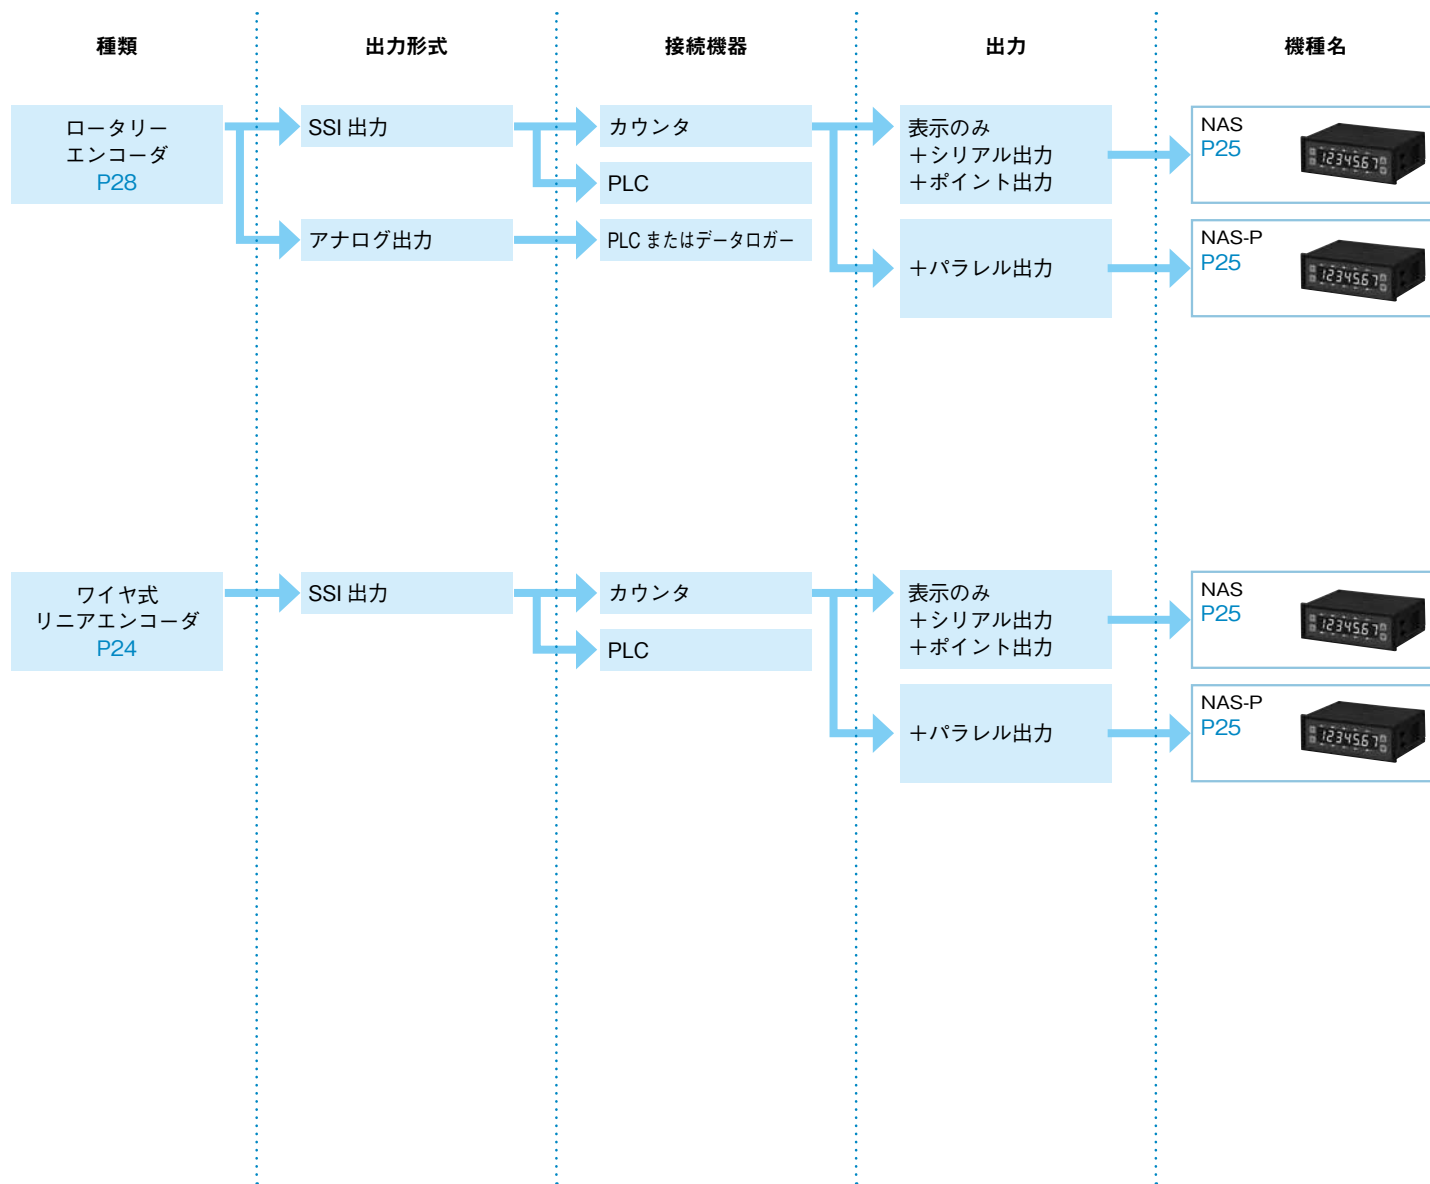 種類
出力形式
接続機器
出力
機種名
ロータリー
エンコーダ
P28
SSI 出力
アナログ出力
カウンタ
PLC
PLC またはデータロガー
表示のみ
＋シリアル出力
＋ポイント出力
＋パラレル出力
NAS
P25
1234567
NAS-P
P25
1234567
ワイヤ式
リニアエンコーダ
P24
SSI 出力
カウンタ
PLC
表示のみ
＋シリアル出力
＋ポイント出力
＋パラレル出力
NAS
P25
1234567
NAS-P
P25
1234567